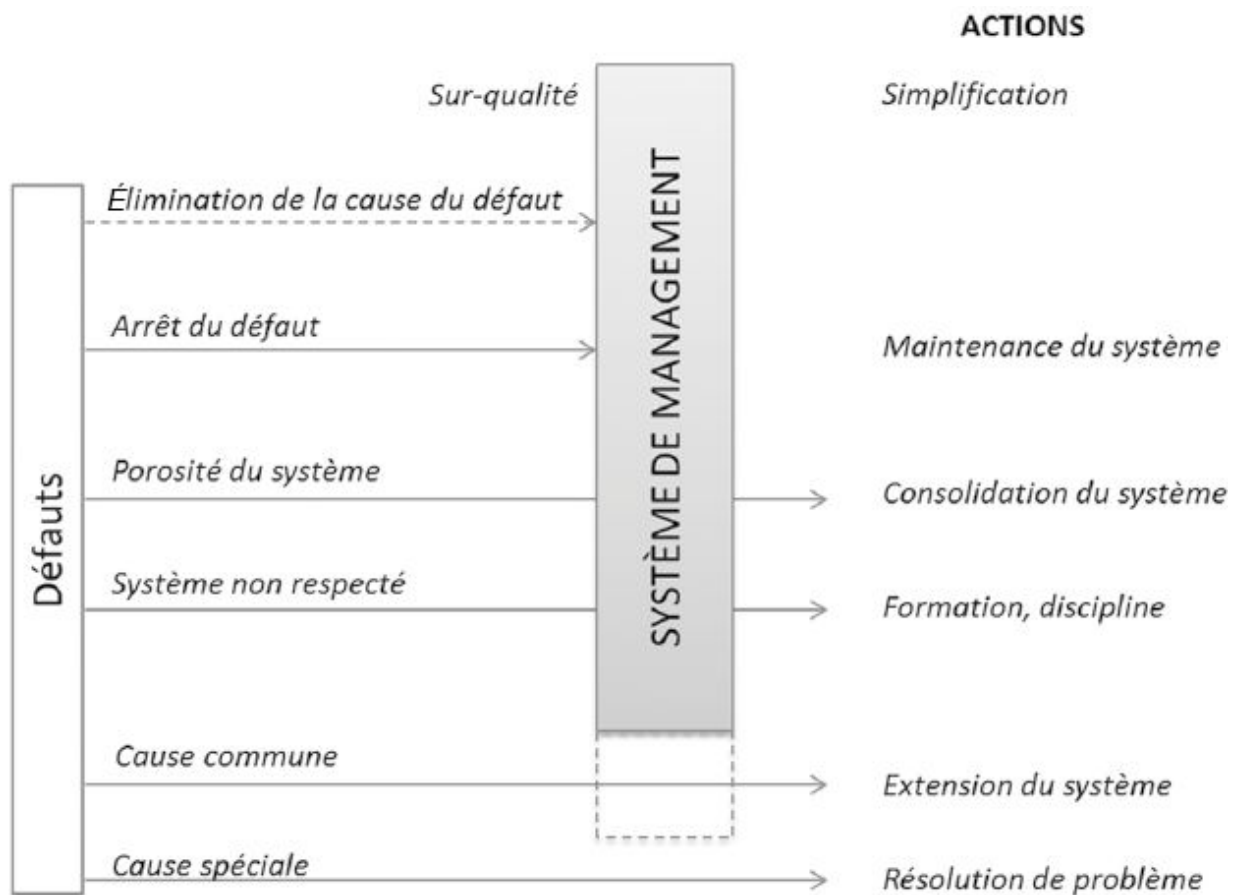 ACTIONS
Sur-qualité
Simplification
Élimination de la cause du défaut
Arrêt du défaut
Maintenance du système
Porosité du système
Consolidation du système
Système non respecté
Formation, discipline
Cause commune
Extension du système
Cause spéciale
Résolution de problème
Défauts
SYSTÈME DE MANAGEMENT